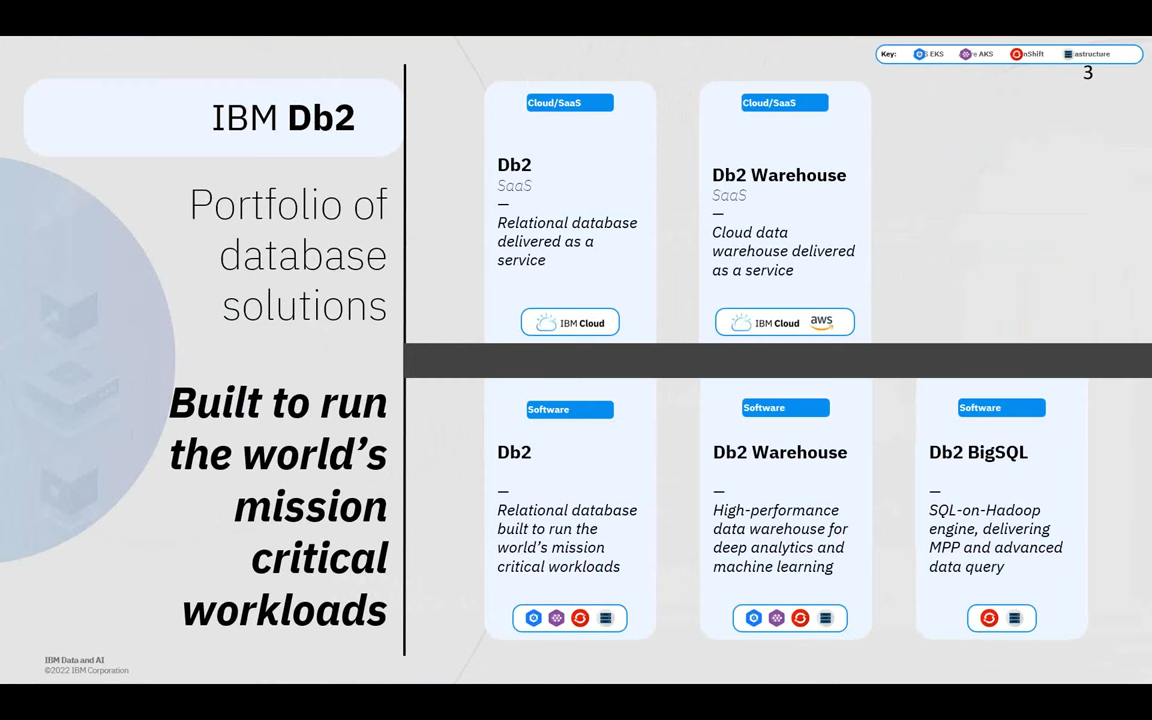 Key: EKS AKS nShift astructure
3
IBM Db2
Portfolio of
database
solutions
Built to run
the world’s
mission
critical
workloads
Cloud/SaaS
Db2
SaaS
—
Relational database
delivered as a
service
IBM Cloud
Cloud/SaaS
Db2 Warehouse
SaaS
—
Cloud data
warehouse delivered
as a service
IBM Cloud aws
Software
Db2
—
Relational database
built to run the
world’s mission
critical workloads
Software
Db2 Warehouse
—
High-performance
data warehouse for
deep analytics and
machine learning
Software
Db2 BigSQL
—
SQL-on-Hadoop
engine, delivering
MPP and advanced
data query
IBM Data and AI
©2022 IBM Corporation